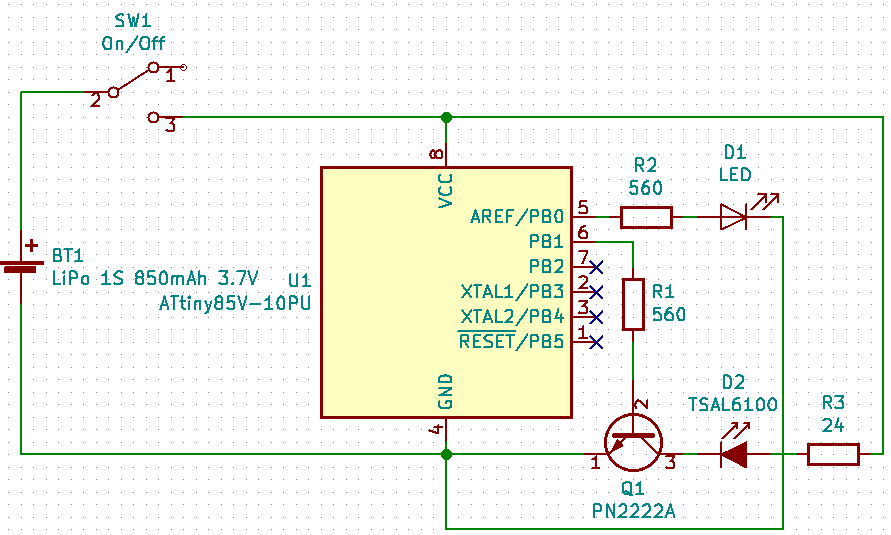 SW1
On/Off
1
2
3
8
VCC
R2
560
D1
LED
AREF/PB0
5
PB1
6
PB2
7
XTAL1/PB3
2
XTAL2/PB4
3
RESET/PB5
1
+
BT1
LiPo 1S 850mAh 3.7V
U1
ATtiny85V-10PU
R1
560
GND
4
D2
TSAL6100
R3
24
2
1
3
Q1
PN2222A